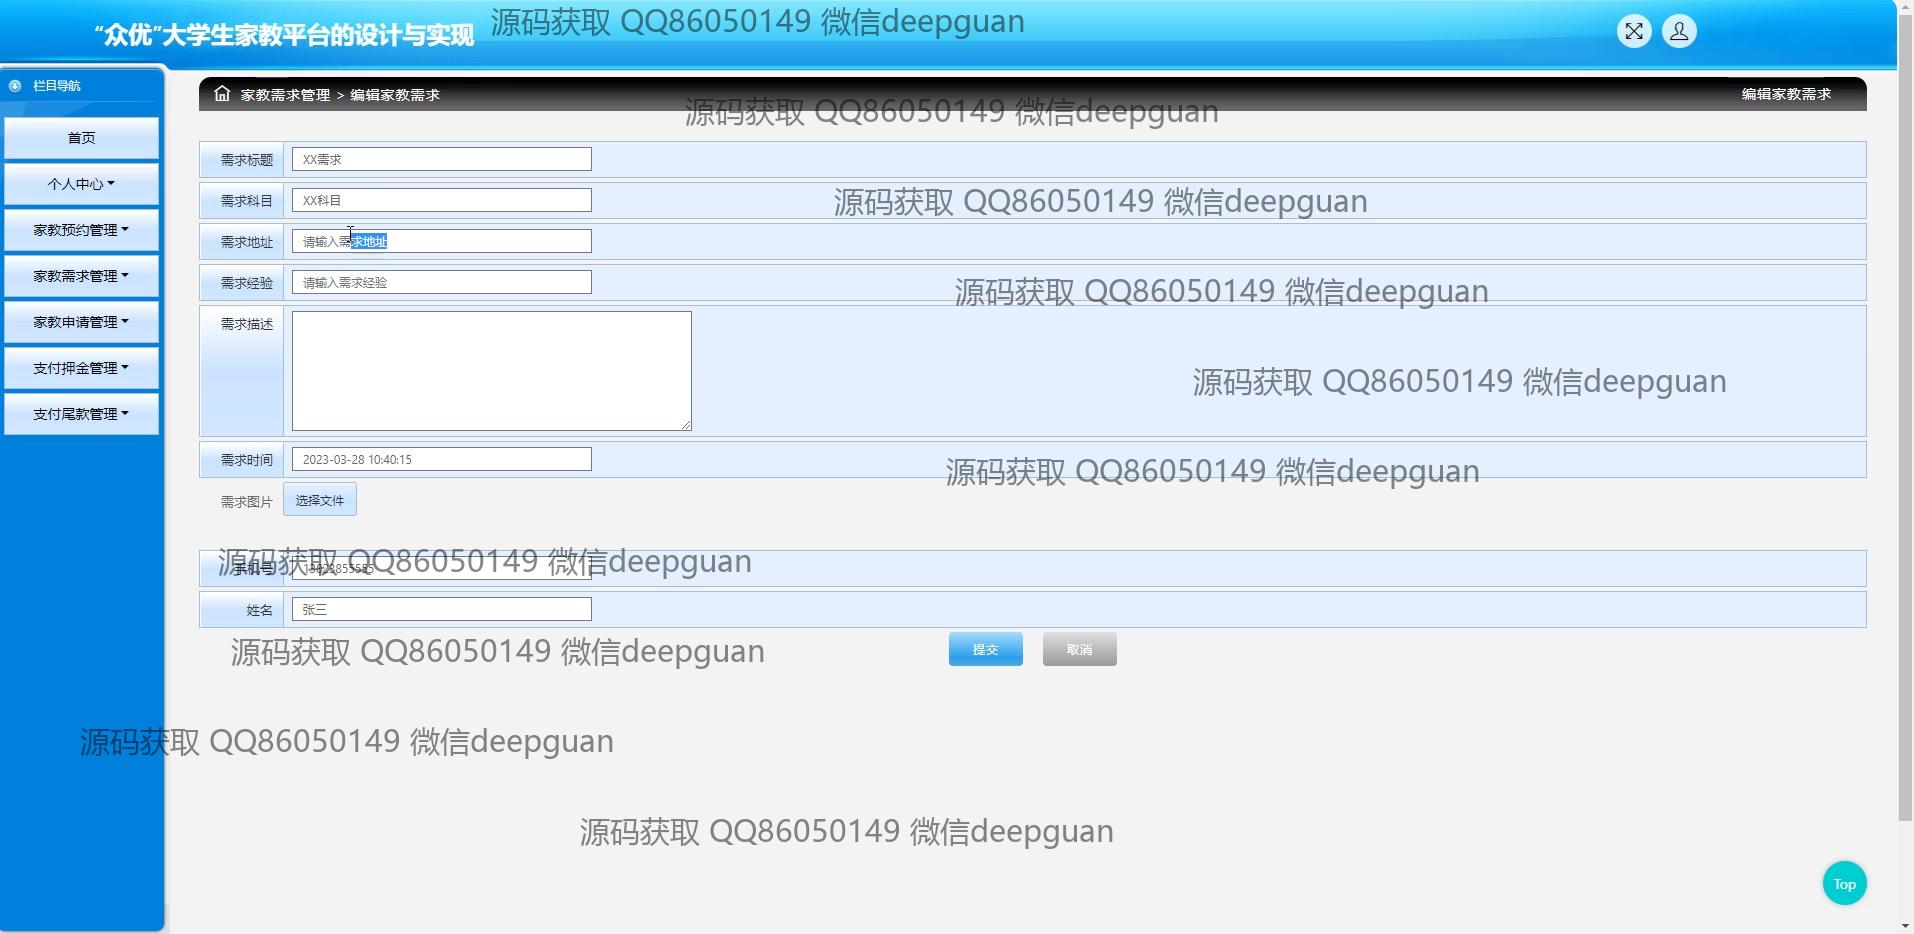 “众优”大学生家教平台的设计与实现
源码获取 QQ86050149 微信deepguan
栏目导航
首页
个人中心
家教预约管理
家教需求管理
家教申请管理
支付押金管理
支付尾款管理
家教需求管理 > 编辑家教需求
编辑家教需求
源码获取 QQ86050149 微信deepguan
需求标题 XX需求
需求科目 XX科目
源码获取 QQ86050149 微信deepguan
需求地址 请输入需求地址
需求经验 请输入需求经验
源码获取 QQ86050149 微信deepguan
需求描述
源码获取 QQ86050149 微信deepguan
需求时间 2023-03-28 10:40:15
源码获取 QQ86050149 微信deepguan
需求图片 选择文件
源码获取 QQ86050149 微信deepguan
手机号
姓名 张三
源码获取 QQ86050149 微信deepguan
提交 取消
源码获取 QQ86050149 微信deepguan
源码获取 QQ86050149 微信deepguan
Top